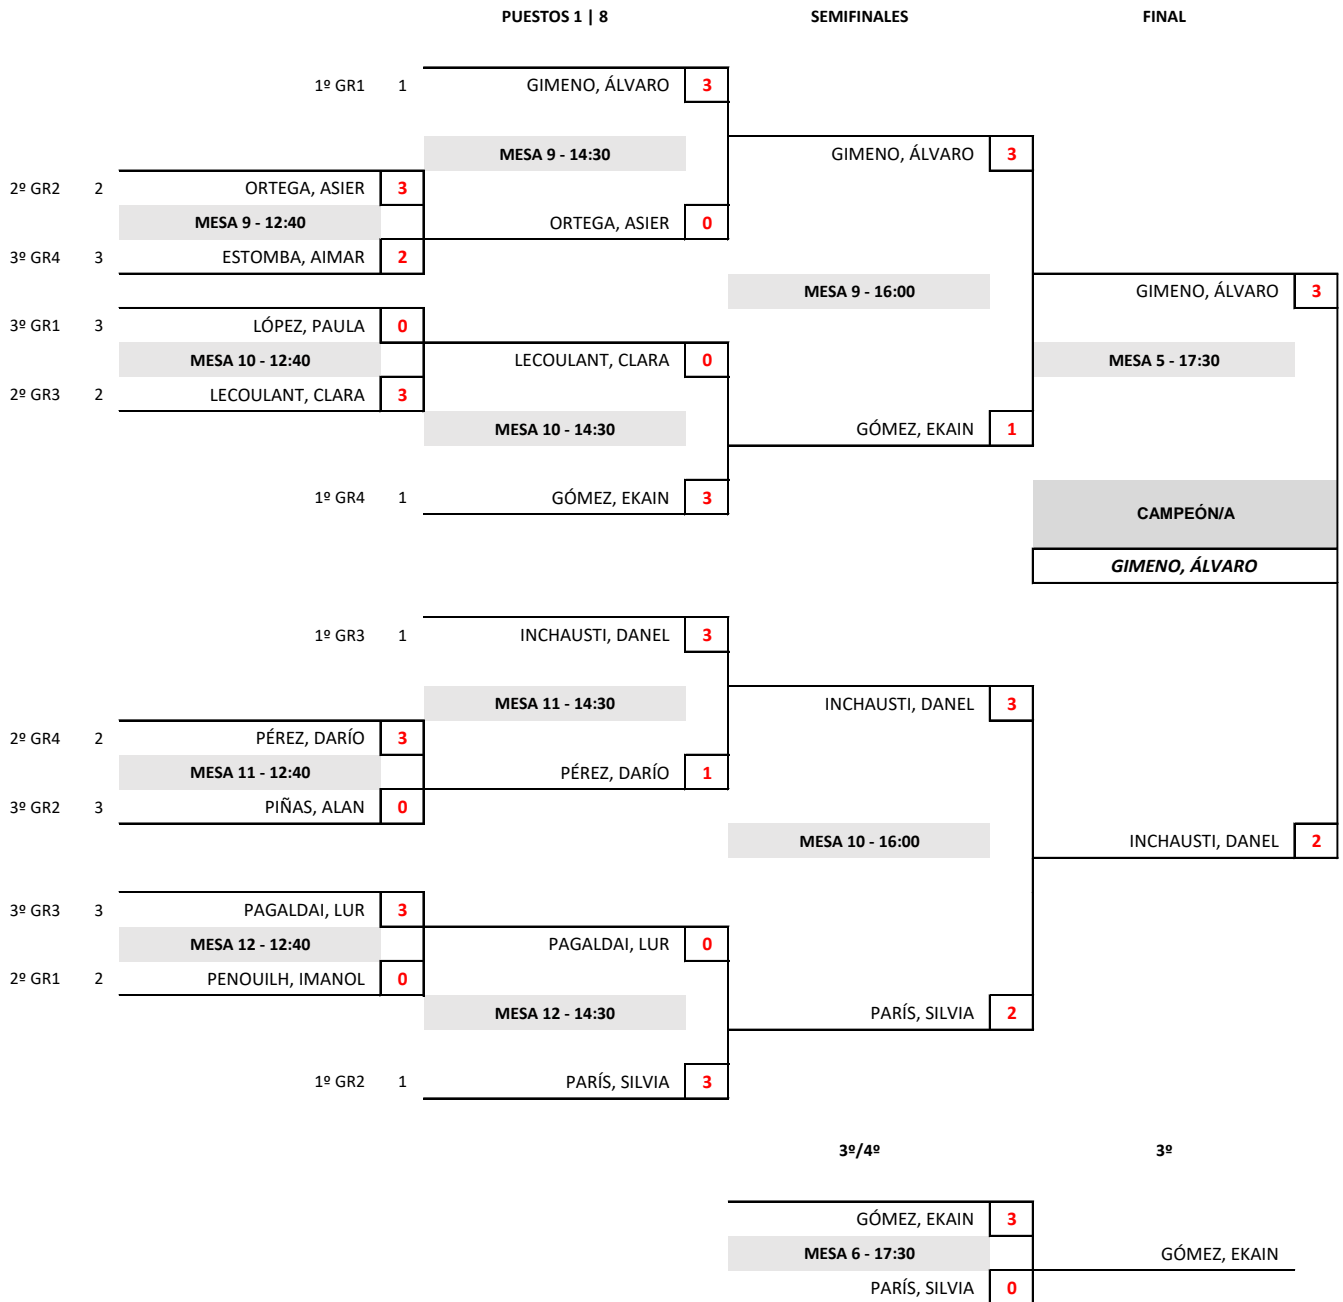 PUESTOS 1 | 8 SEMIFINALES FINAL
1º GR1 1 GIMENO, ÁLVARO 3
MESA 9 - 14:30 GIMENO, ÁLVARO 3
2º GR2 2 ORTEGA, ASIER 3
MESA 9 - 12:40 ORTEGA, ASIER 0
3º GR4 3 ESTOMBA, AIMAR 2
MESA 9 - 16:00 GIMENO, ÁLVARO 3
3º GR1 3 LÓPEZ, PAULA 0
MESA 10 - 12:40 LECOULANT, CLARA 0 MESA 5 - 17:30
2º GR3 2 LECOULANT, CLARA 3
MESA 10 - 14:30 GÓMEZ, EKAIN 1
1º GR4 1 GÓMEZ, EKAIN 3
CAMPEÓN/A
GIMENO, ÁLVARO
1º GR3 1 INCHAUSTI, DANEL 3
MESA 11 - 14:30 INCHAUSTI, DANEL 3
2º GR4 2 PÉREZ, DARÍO 3
MESA 11 - 12:40 PÉREZ, DARÍO 1
3º GR2 3 PIÑAS, ALAN 0
MESA 10 - 16:00 INCHAUSTI, DANEL 2
3º GR3 3 PAGALDAI, LUR 3
MESA 12 - 12:40 PAGALDAI, LUR 0
2º GR1 2 PENOUILH, IMANOL 0
MESA 12 - 14:30 PARÍS, SILVIA 2
1º GR2 1 PARÍS, SILVIA 3
3º/4º 3º
GÓMEZ, EKAIN 3
MESA 6 - 17:30 GÓMEZ, EKAIN
PARÍS, SILVIA 0